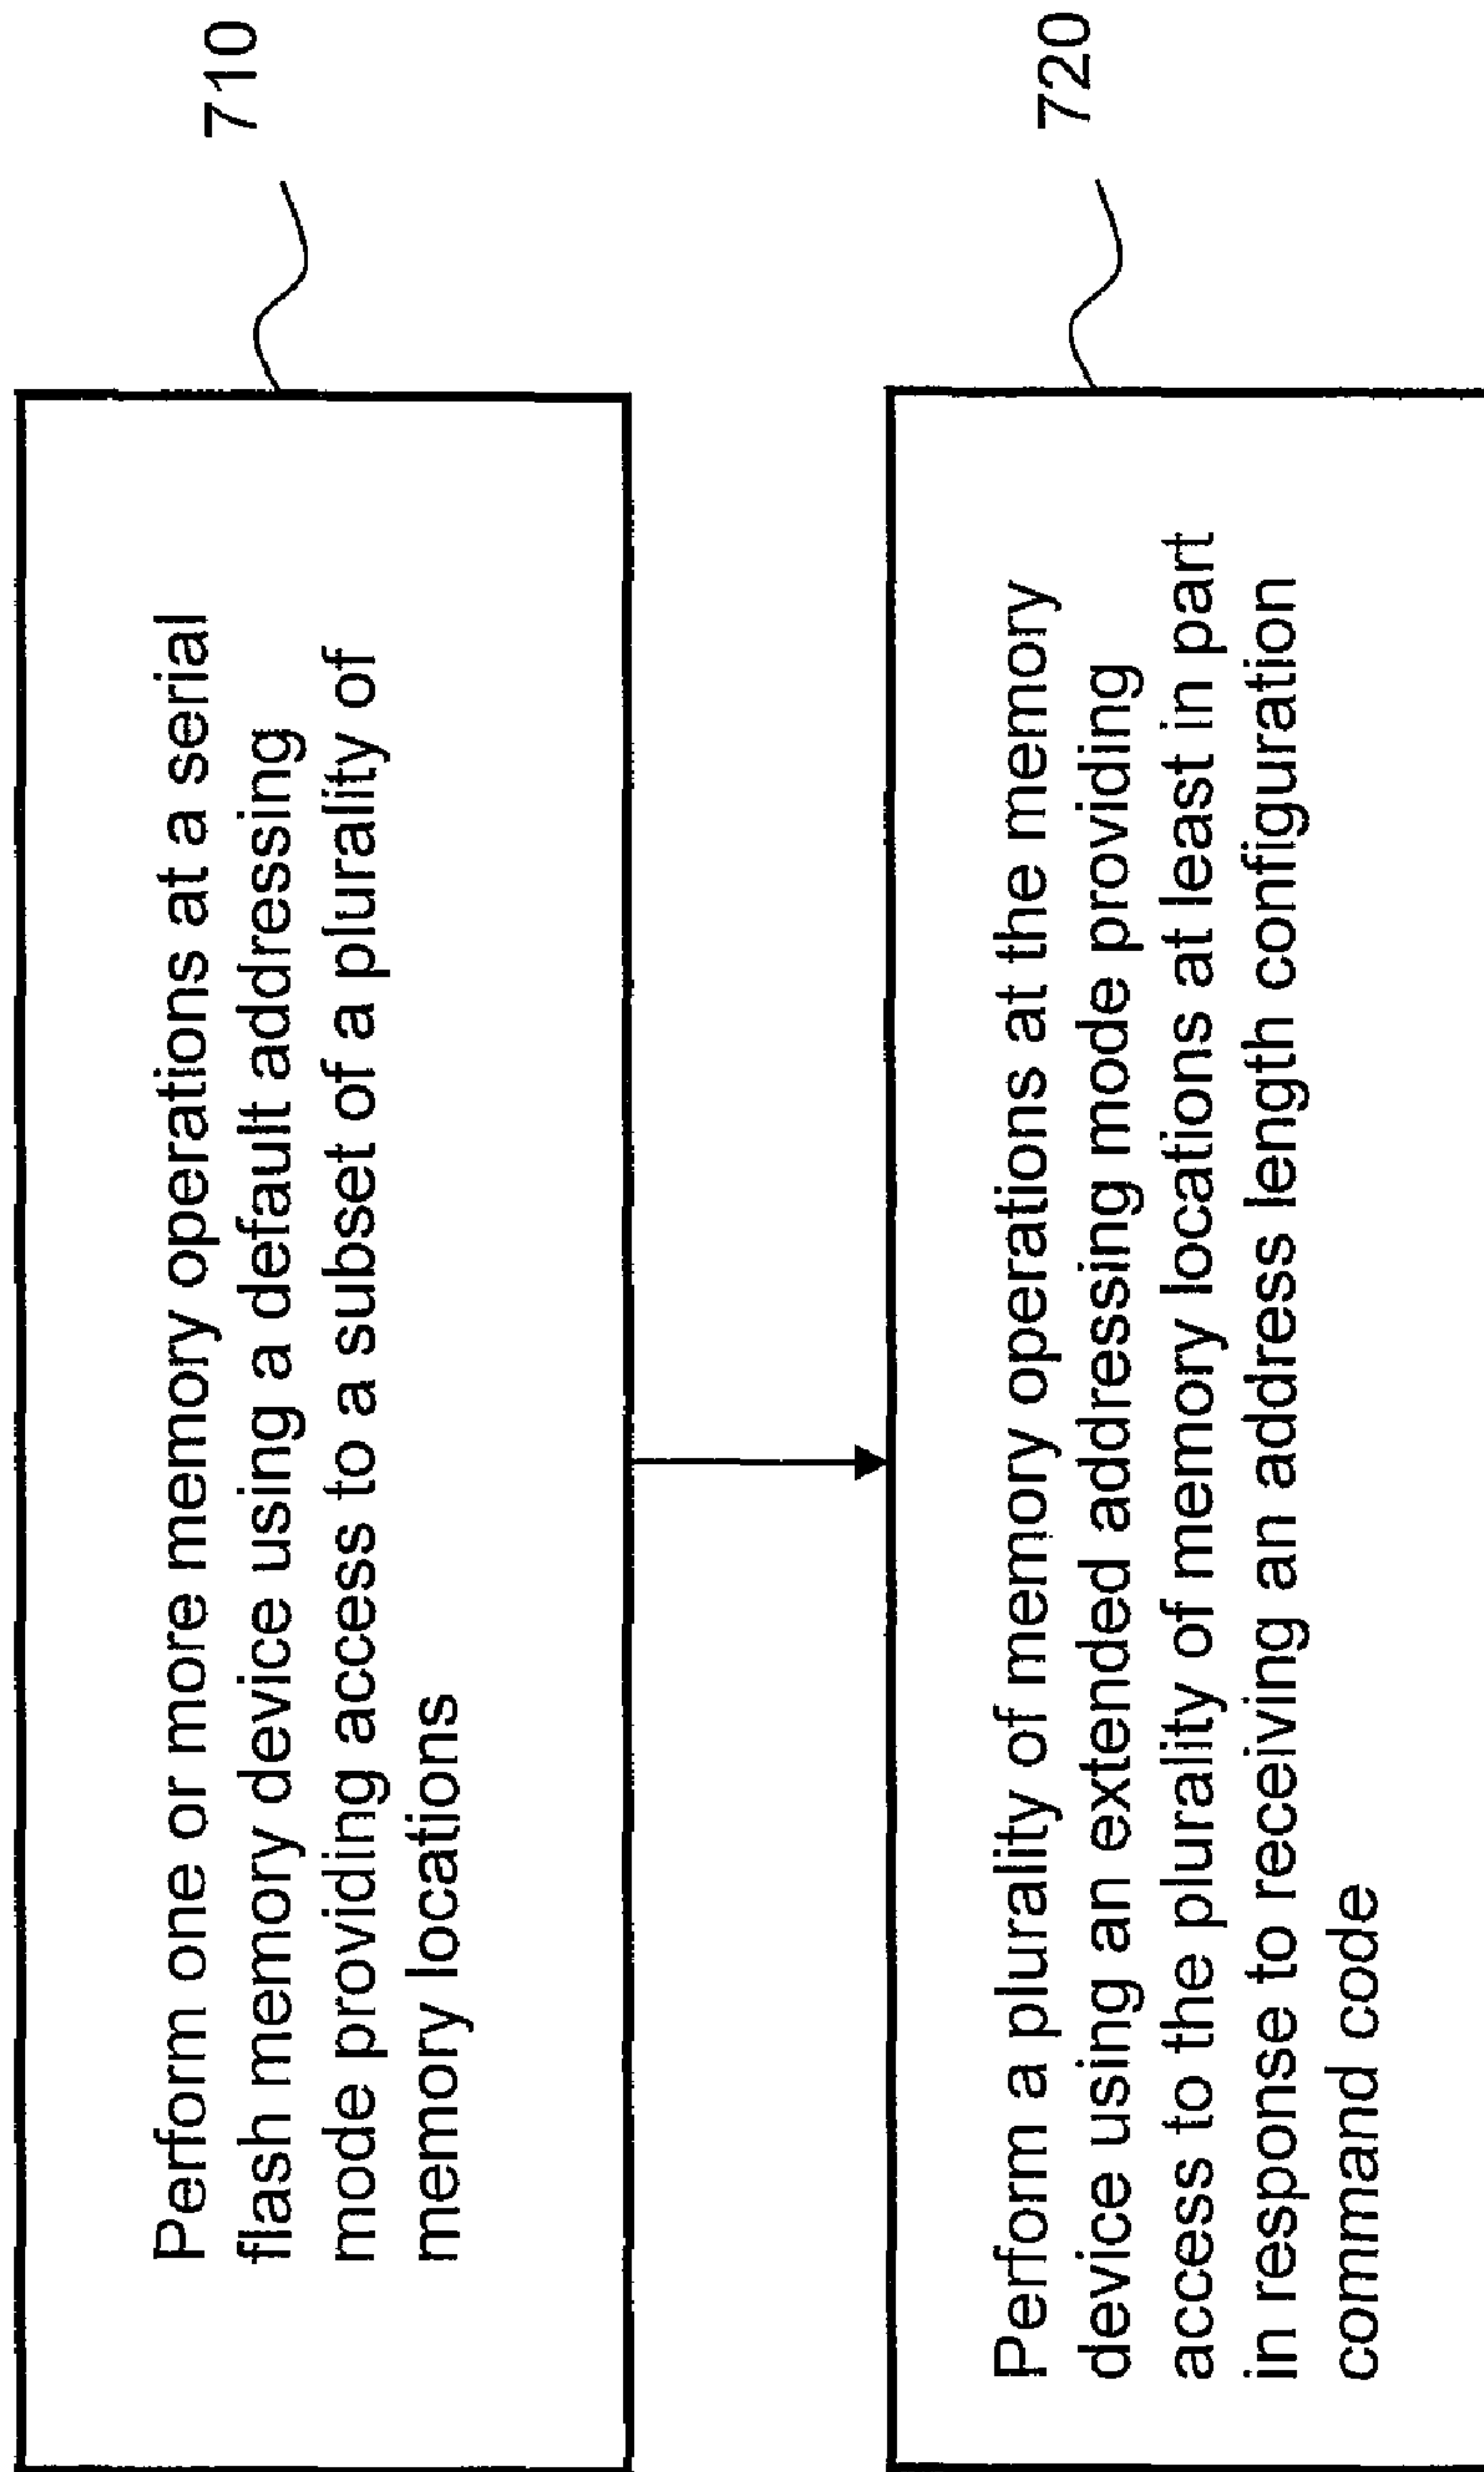 Perform one or more memory operations at a serial
flash memory device using a default addressing
mode providing access to a subset of a plurality of
memory locations
710
Perform a plurality of memory operations at the memory
device using an extended addressing mode providing
access to the plurality of memory locations at least in part
in response to receiving an address length configuration
command code
720